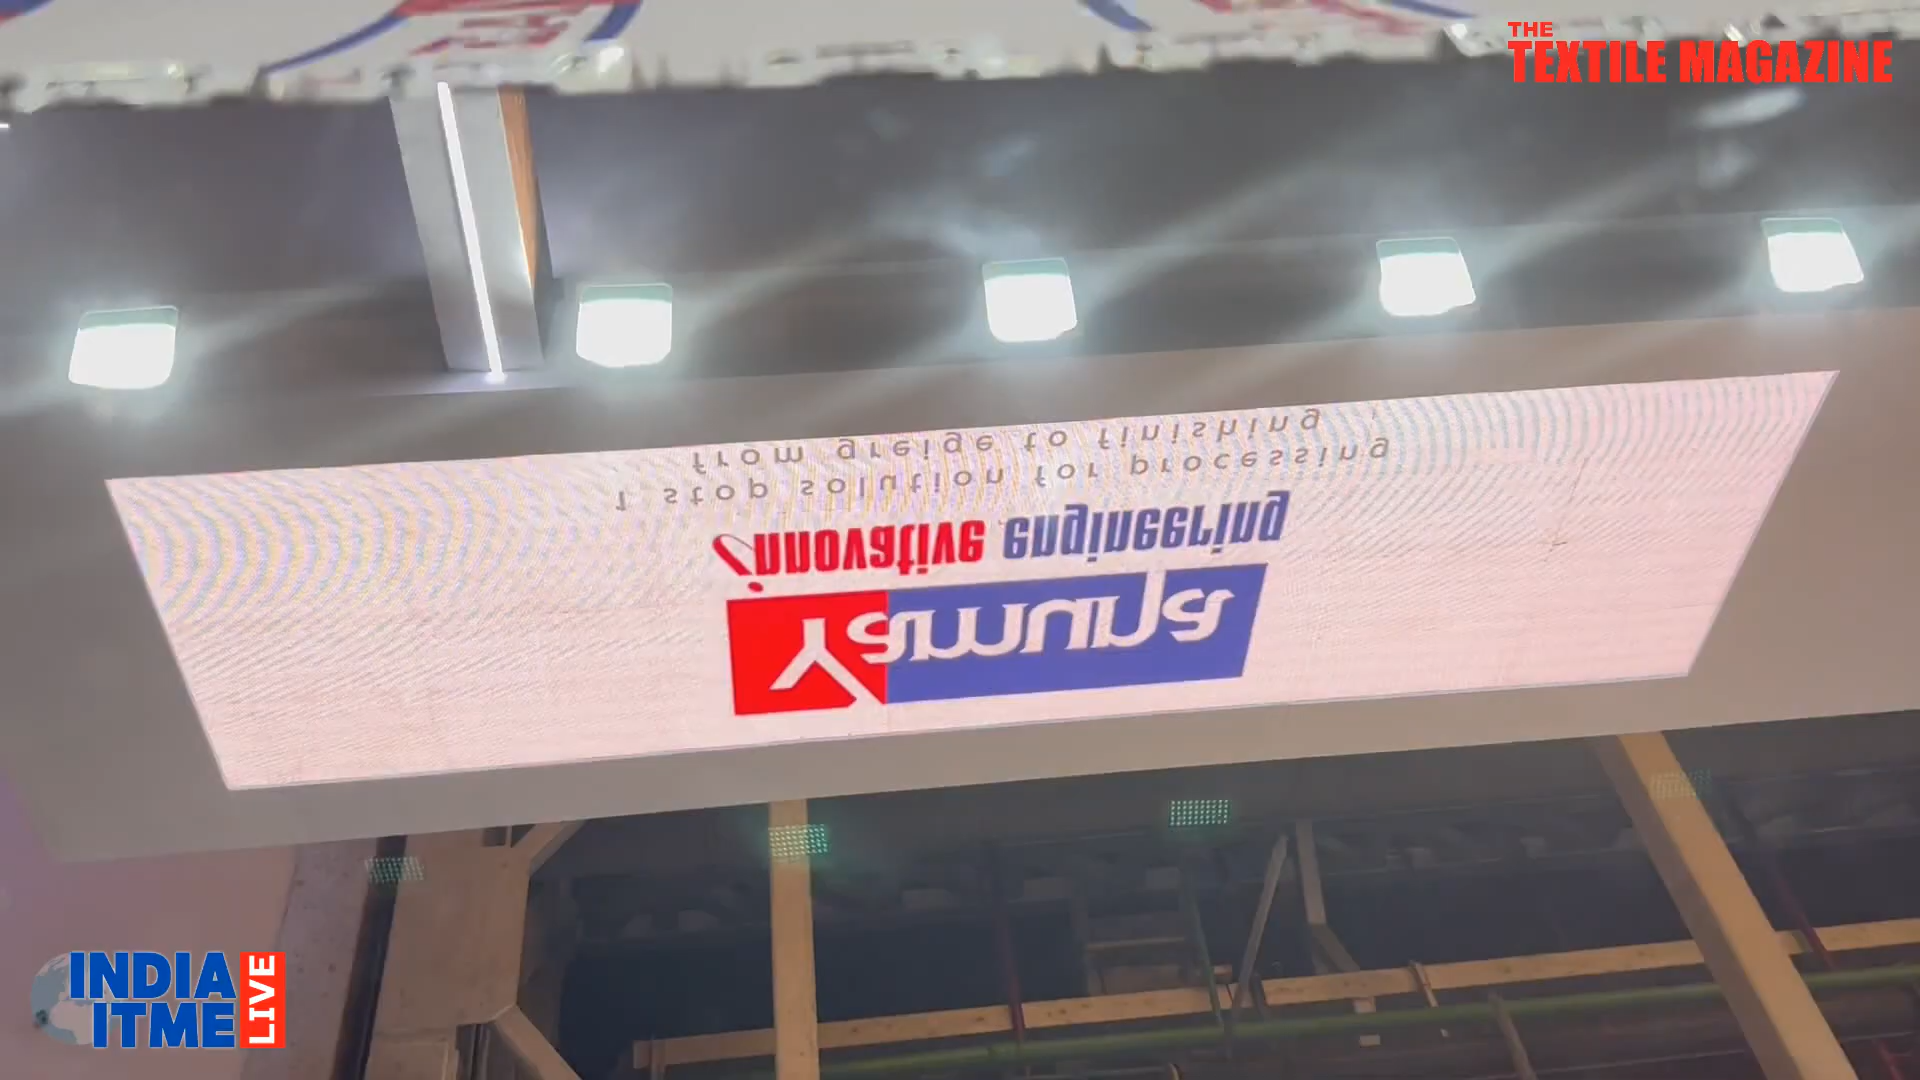 THE
TEXTILE MAGAZINE
Yamuna
innovative engineering
1 stop solution for processing
from greige to finishing
INDIA
ITME
LIVE